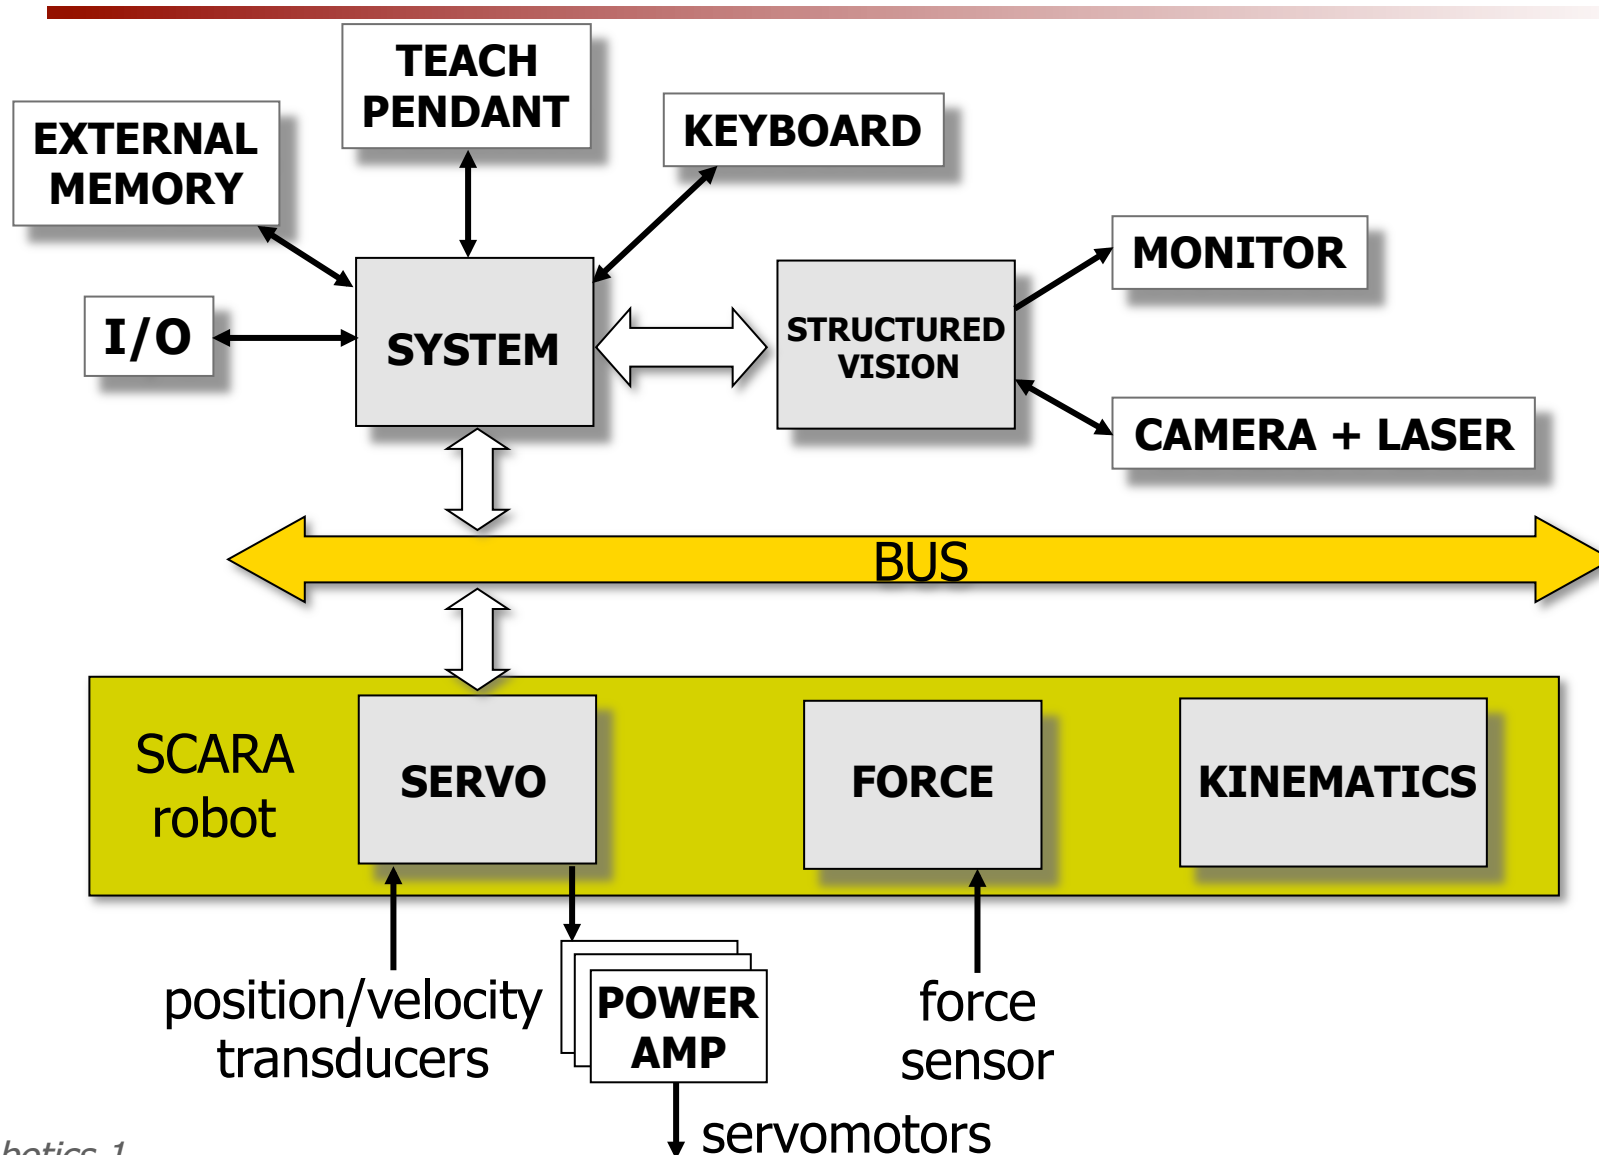 TEACH
PENDANT
EXTERNAL
MEMORY
KEYBOARD
I/O
SYSTEM
STRUCTURED
VISION
MONITOR
CAMERA + LASER
BUS
SCARA
robot
SERVO
FORCE
KINEMATICS
position/velocity
transducers
POWER
AMP
force
sensor
servomotors